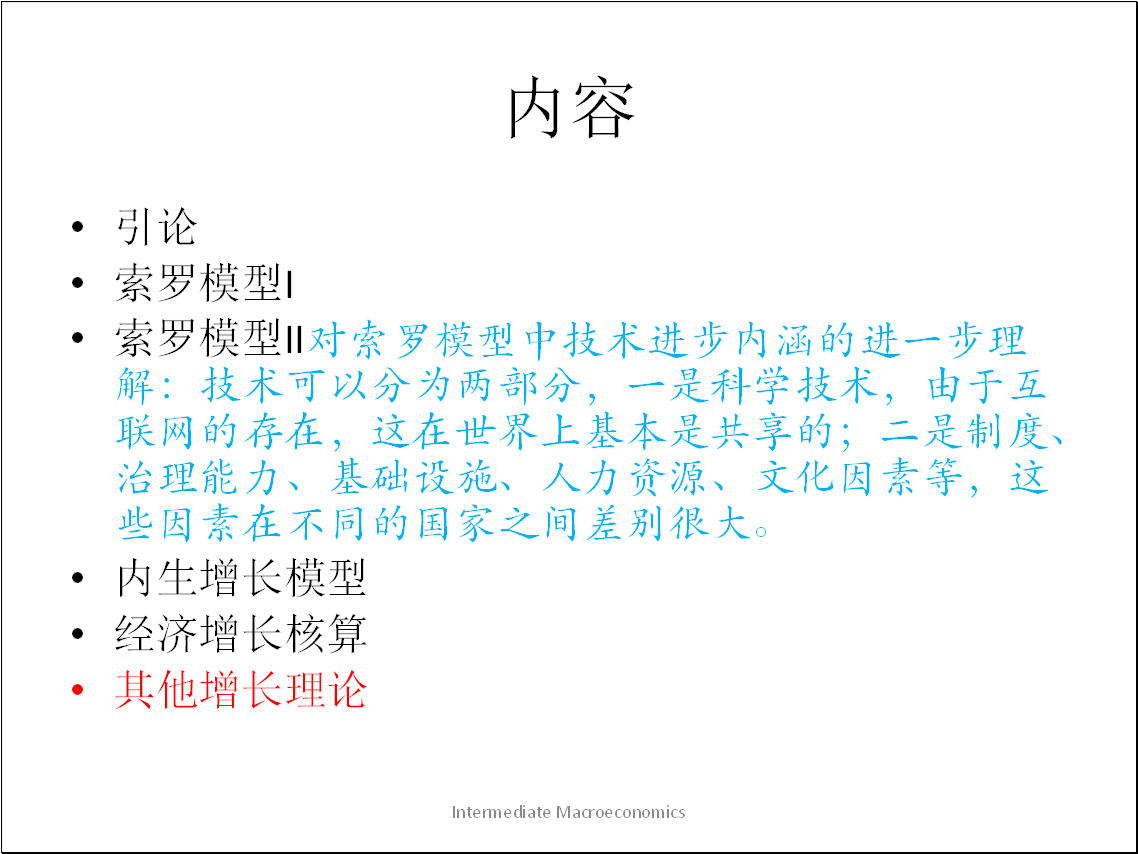 内容
• 引论
• 索罗模型I
• 索罗模型II对索罗模型中技术进步内涵的进一步理
解：技术可以分为两部分，一是科学技术，由于互
联网的存在，这在世界上基本是共享的；二是制度、
治理能力、基础设施、人力资源、文化因素等，这
些因素在不同的国家之间差别很大。
• 内生增长模型
• 经济增长核算
• 其他增长理论
Intermediate Macroeconomics